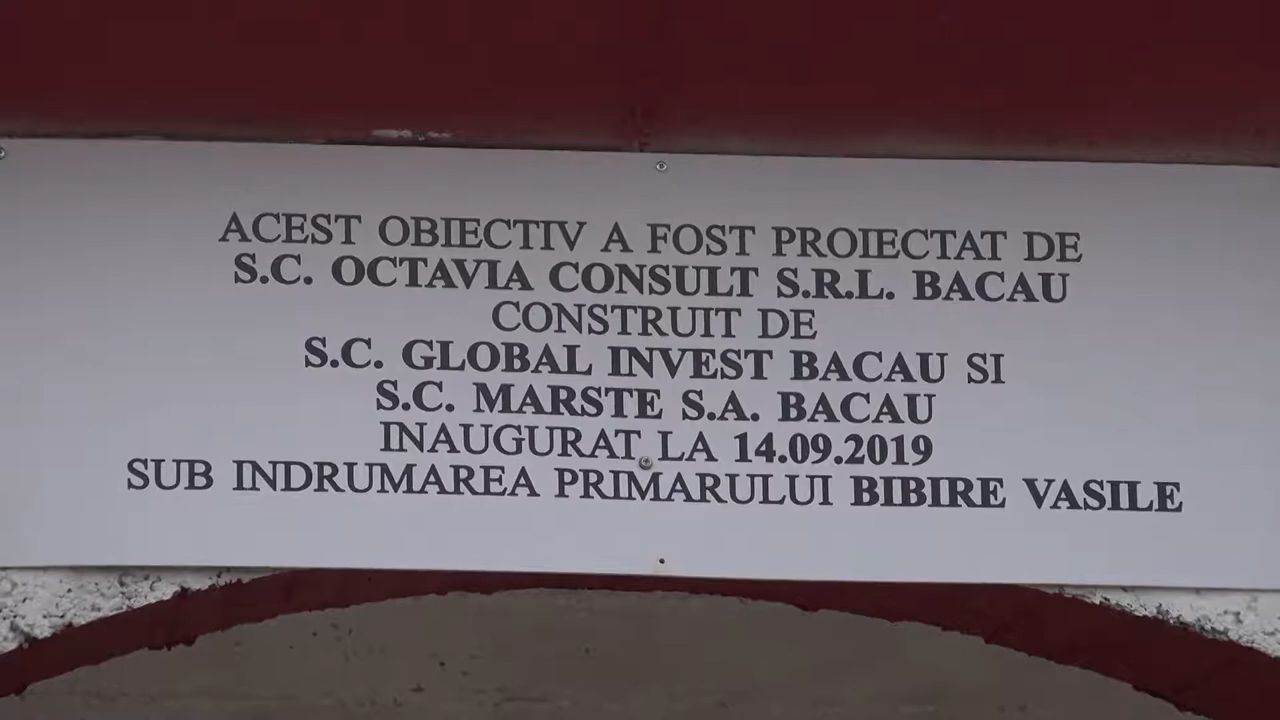 ACEST OBIECTIV A FOST PROIECTAT DE
S.C. OCTAVIA CONSULT S.R.L. BACAU
CONSTRUIT DE
S.C. GLOBAL INVEST BACAU SI
S.C. MARSTE S.A. BACAU
INAUGURAT LA 14.09.2019
SUB INDRUMAREA PRIMARULUI BIBIRE VASILE